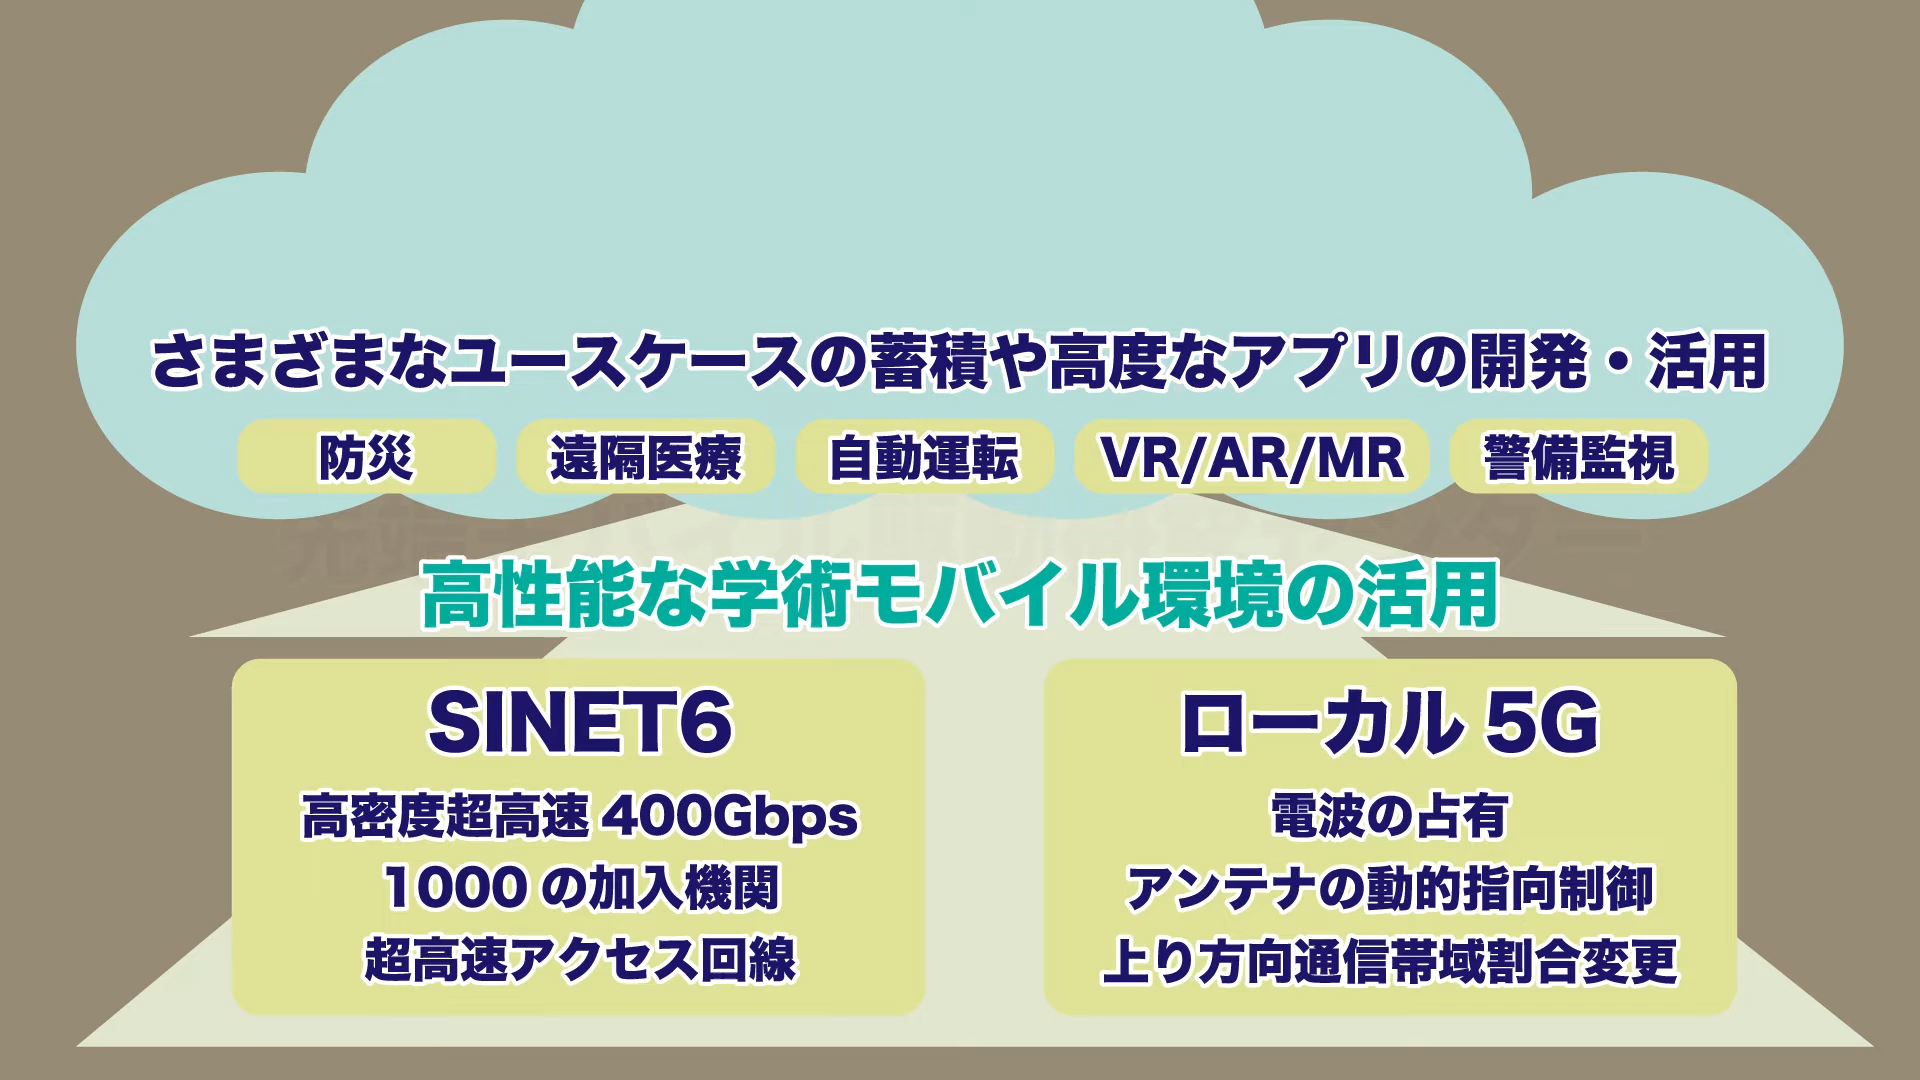 さまざまなユースケースの蓄積や高度なアプリの開発・活用
防災 遠隔医療 自動運転 VR/AR/MR 警備監視
高性能な学術モバイル環境の活用
SINET6
高密度超高速 400Gbps
1000 の加入機関
超高速アクセス回線
ローカル 5G
電波の占有
アンテナの動的指向制御
上り方向通信帯域割合変更